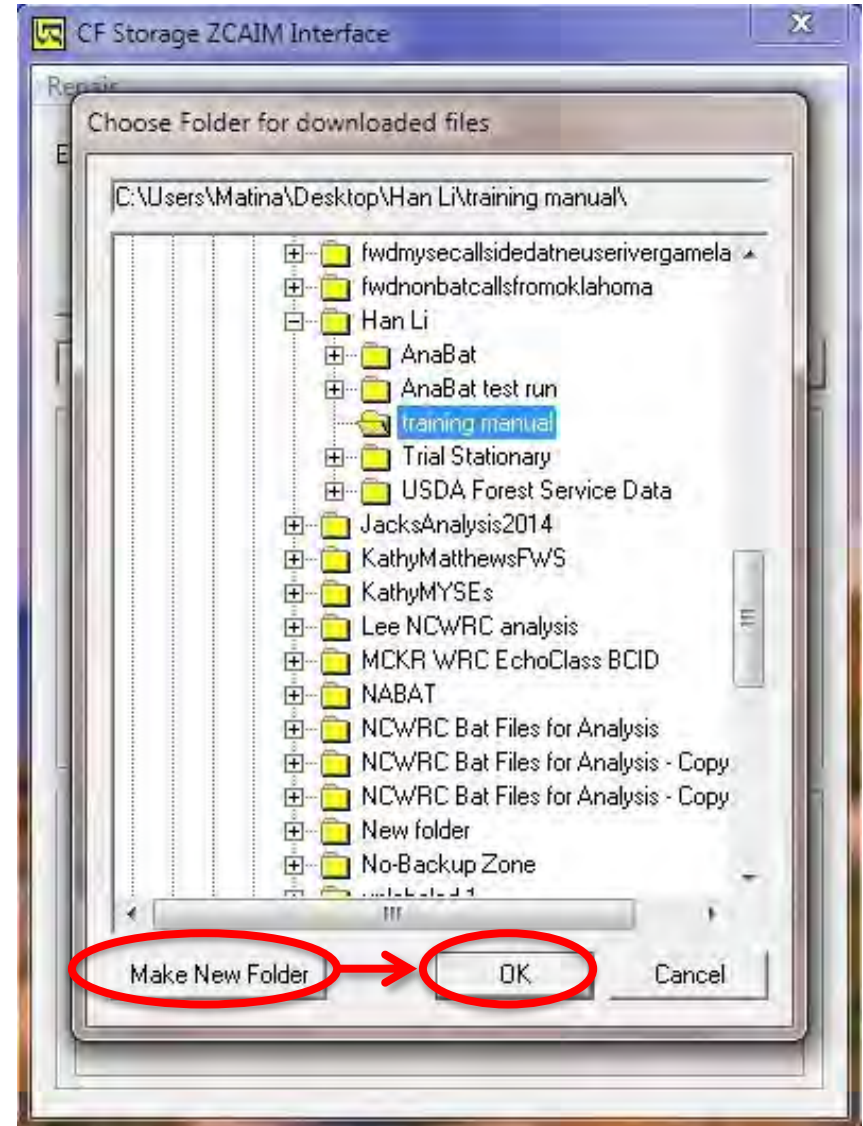 CF Storage ZCAIM Interface
X
Repair
Choose Folder for downloaded files
E
C:\Users\Matina\Desktop\Han Li\training manual\
fwdmysecallsidedatneuserivergamela
fwdnonbatcallsfromoklahoma
Han Li
AnaBat
AnaBat test run
training manual
Trial Stationary
USDA Forest Service Data
JacksAnalysis2014
KathyMatthewsFWS
KathyMYSEs
Lee NCWRC analysis
MCKR WRC EchoClass BCID
NABAT
NCWRC Bat Files for Analysis
NCWRC Bat Files for Analysis - Copy
NCWRC Bat Files for Analysis - Copy
New folder
No-Backup Zone
Make New Folder OK Cancel